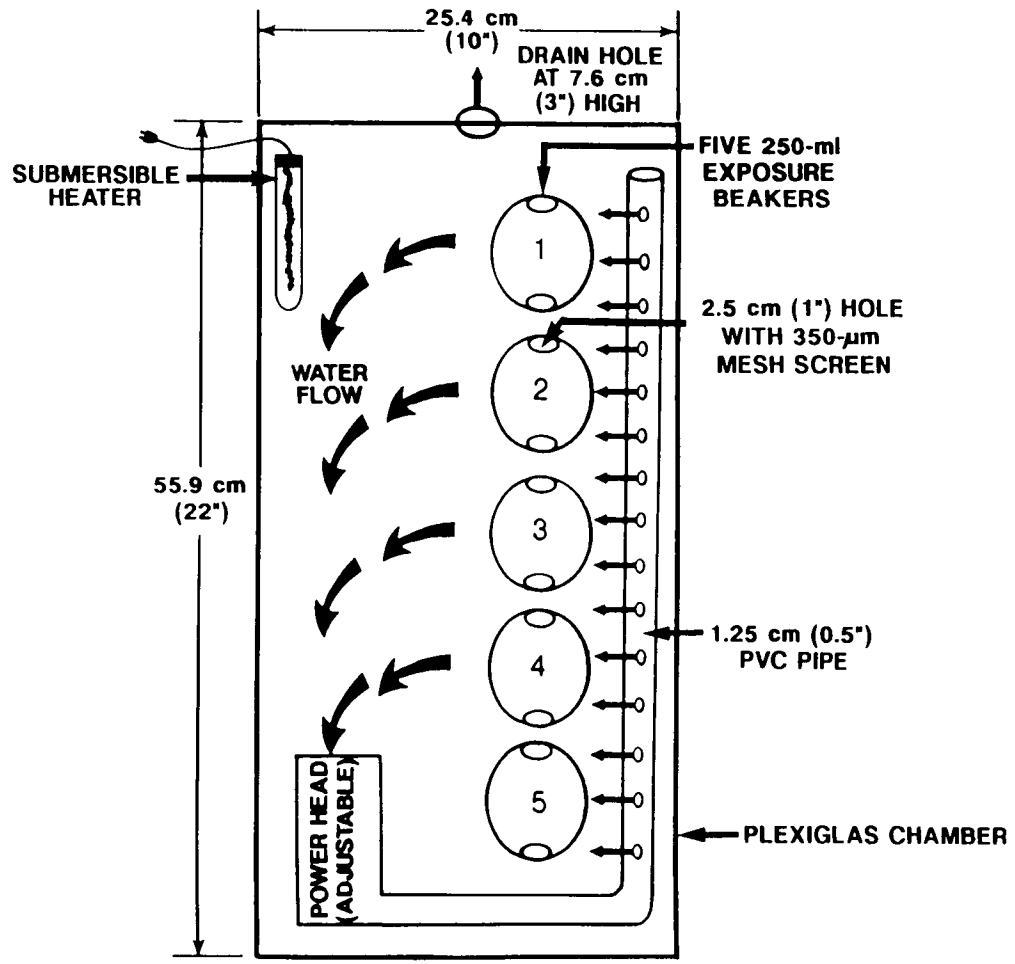 25.4 cm
(10")
DRAIN HOLE
AT 7.6 cm
(3") HIGH
SUBMERSIBLE
HEATER
FIVE 250-ml
EXPOSURE
BEAKERS
1
2.5 cm (1") HOLE
WITH 350-µm
MESH SCREEN
WATER
FLOW
2
55.9 cm
(22")
3
1.25 cm (0.5")
PVC PIPE
4
POWER HEAD
(ADJUSTABLE)
5
PLEXIGLAS CHAMBER